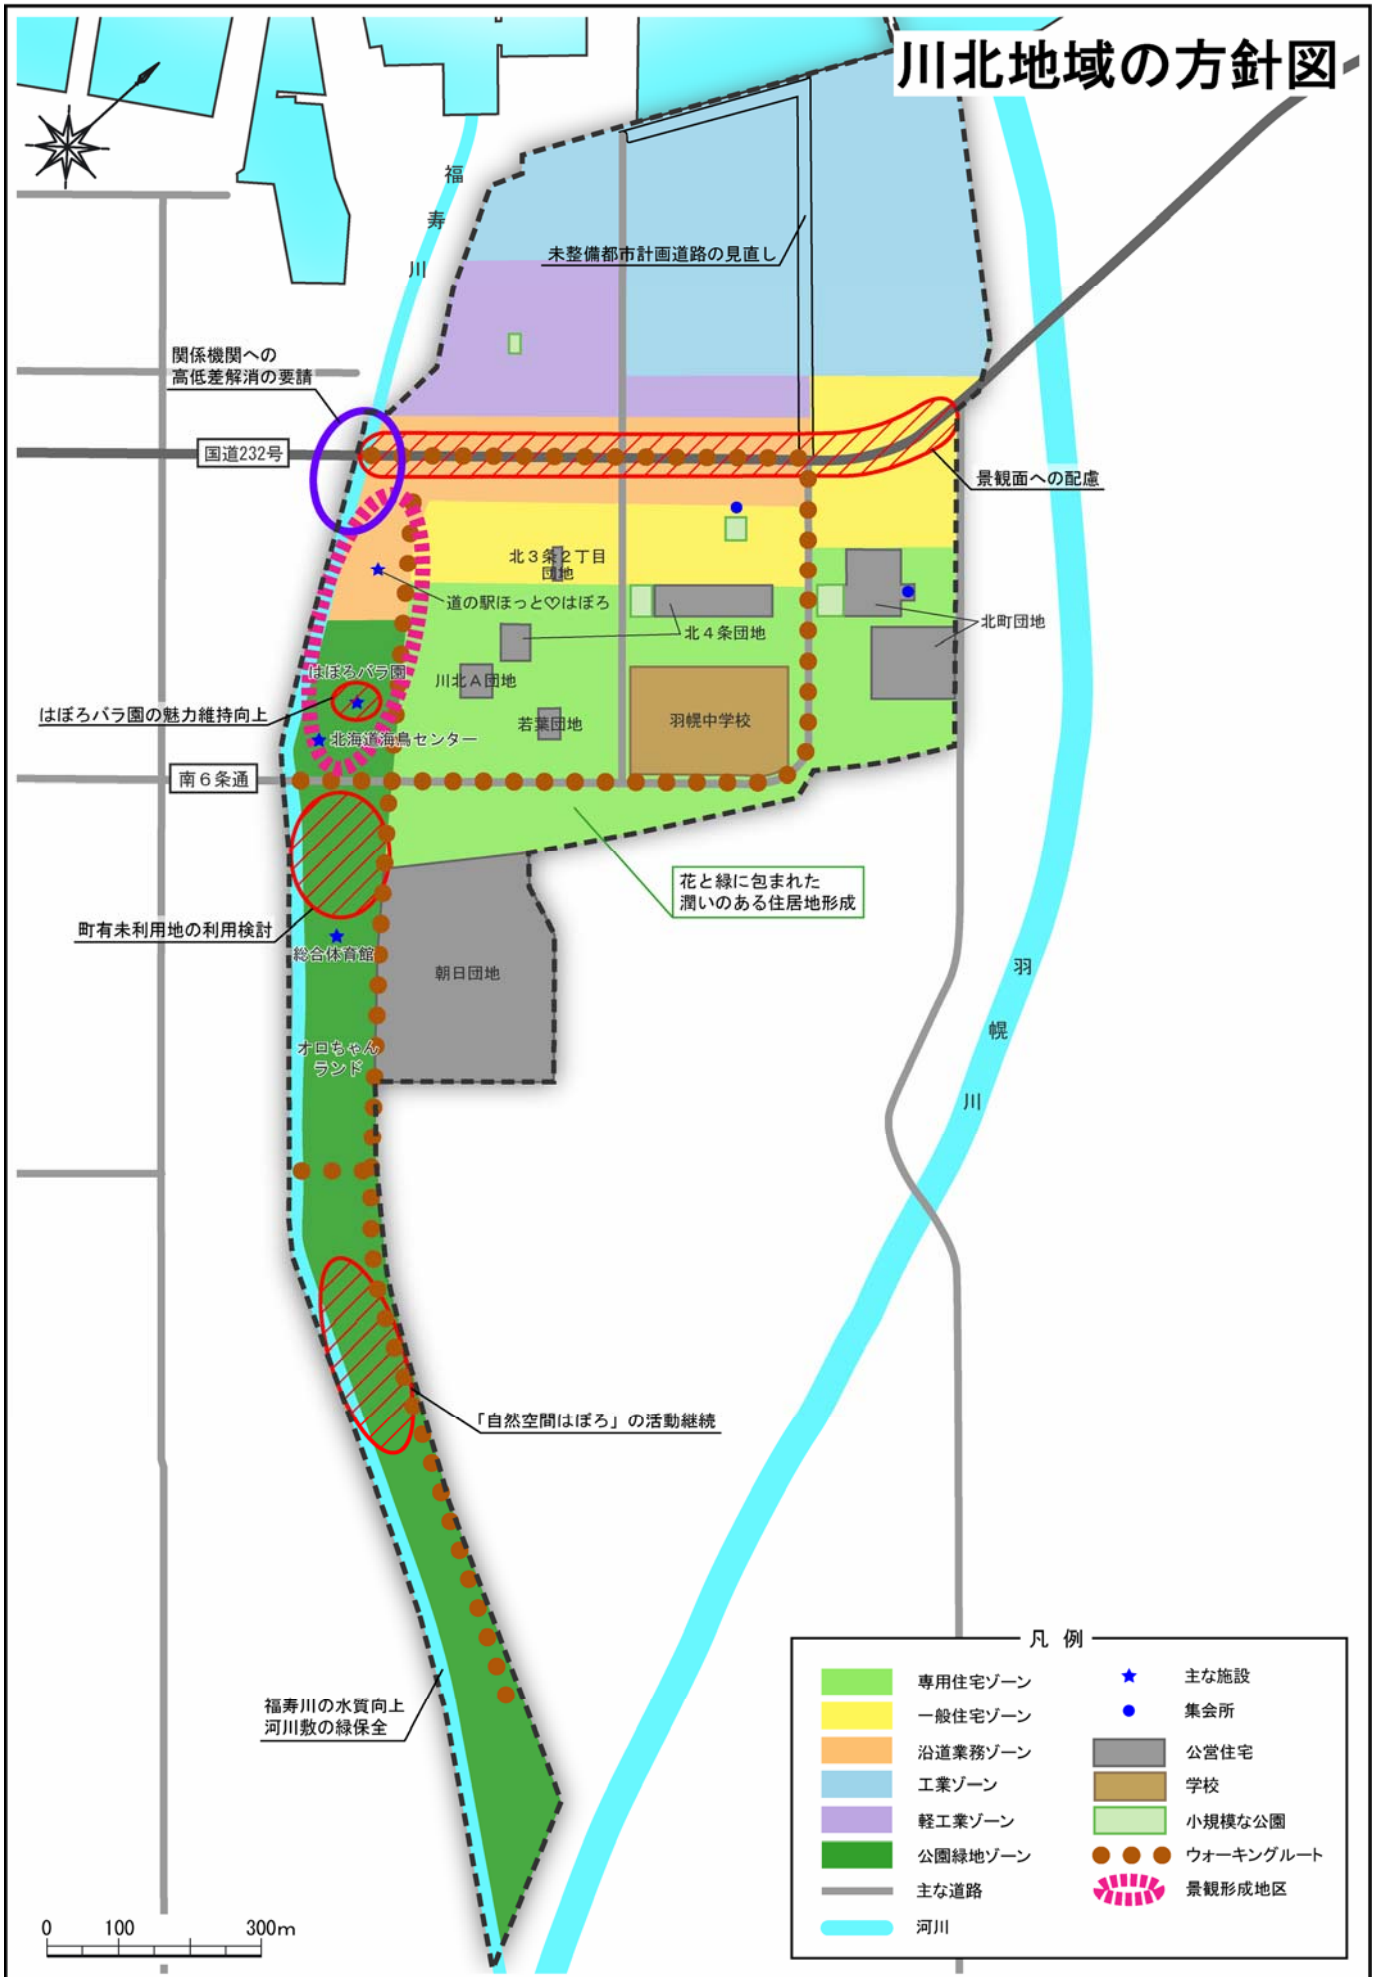 川北地域の方針図
福
寿
川
未整備都市計画道路の見直し
関係機関への
高低差解消の要請
国道232号
景観面への配慮
北3条2丁目
団地
道の駅ほっと♡はぼろ
北4条団地
北町団地
はぼろバラ園
川北A団地
はぼろバラ園の魅力維持向上
若葉団地
羽幌中学校
北海道海鳥センター
南6条通
花と緑に包まれた
潤いのある住居地形成
町有未利用地の利用検討
総合体育館
朝日団地
羽
幌
川
オロちゃん
ランド
「自然空間はぼろ」の活動継続
福寿川の水質向上
河川敷の緑保全
凡 例
専用住宅ゾーン
一般住宅ゾーン
沿道業務ゾーン
工業ゾーン
軽工業ゾーン
公園緑地ゾーン
主な道路
河川
主な施設
集会所
公営住宅
学校
小規模な公園
ウォーキングルート
景観形成地区
0 100 300m